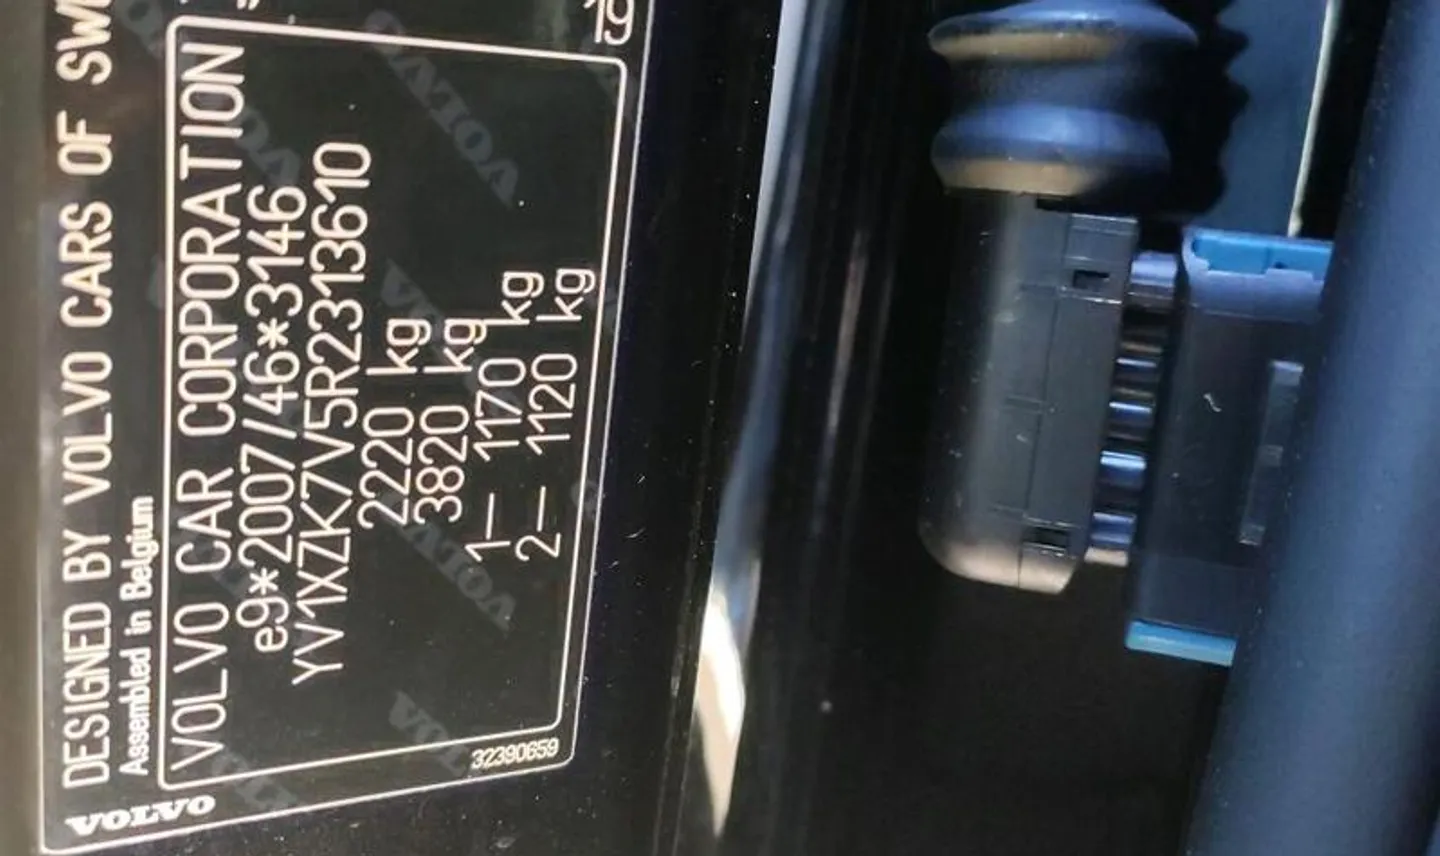 DESIGNED BY VOLVO CARS OF SW
Assembled in Belgium
VOLVO CAR CORPORATION
e9*2007/46*3146
YV1XZK7V5R2313610
2220 kg
3820 kg
1– 1170 kg
2– 1120 kg
32390659
VOLVO
19